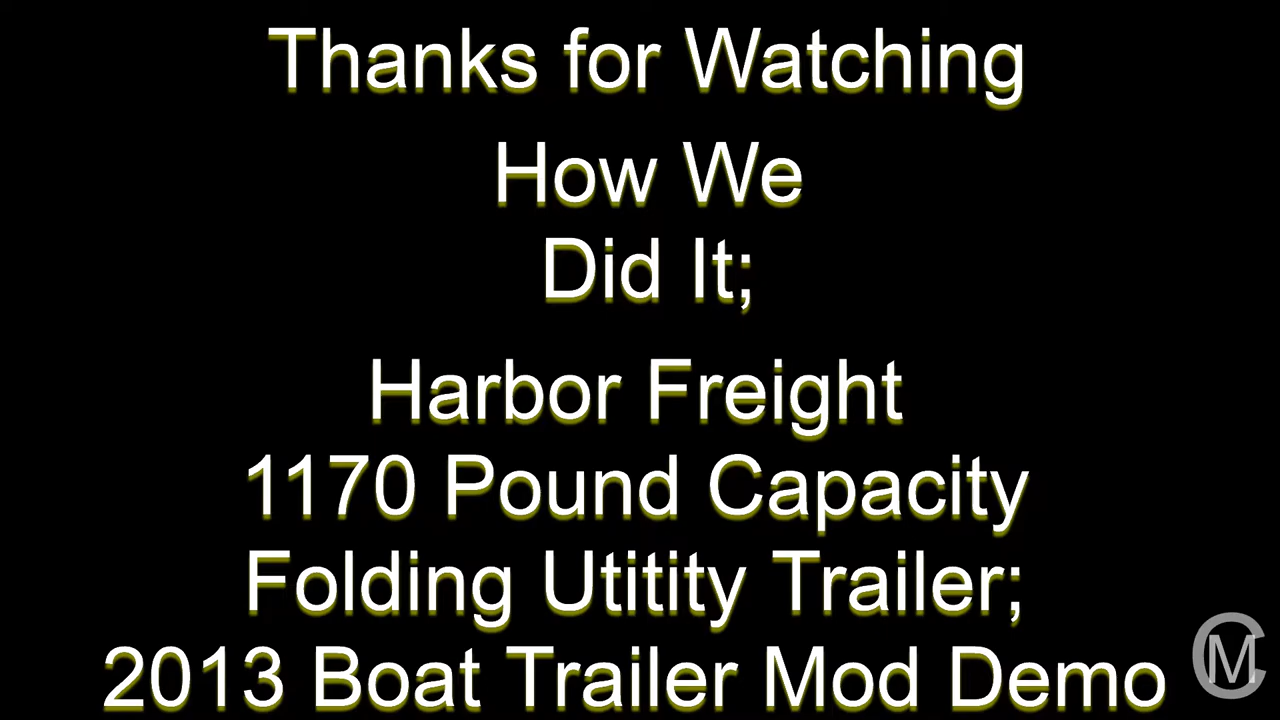 Thanks for Watching
How We
Did It;
Harbor Freight
1170 Pound Capacity
Folding Utitity Trailer;
2013 Boat Trailer Mod Demo
CM